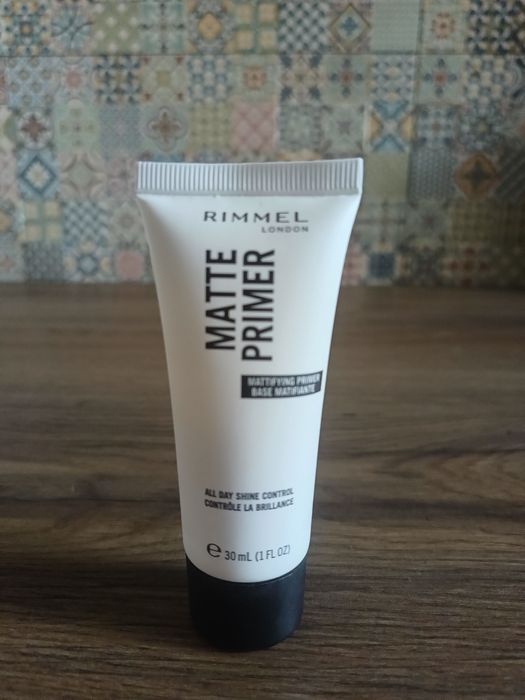 RIMMEL
LONDON
MATTE
PRIMER
MATTIFYING PRIMER
BASE MATIFIANTE
ALL DAY SHINE CONTROL
CONTRÔLE LA BRILLANCE
℮ 30 mL (1 FL OZ)